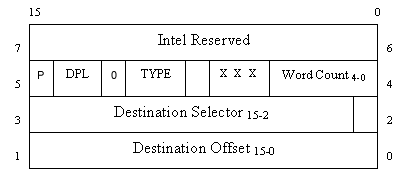 15 0
7 Intel Reserved 6
5 P DPL 0 TYPE X X X Word Count 4-0 4
3 Destination Selector 15-2 2
1 Destination Offset 15-0 0